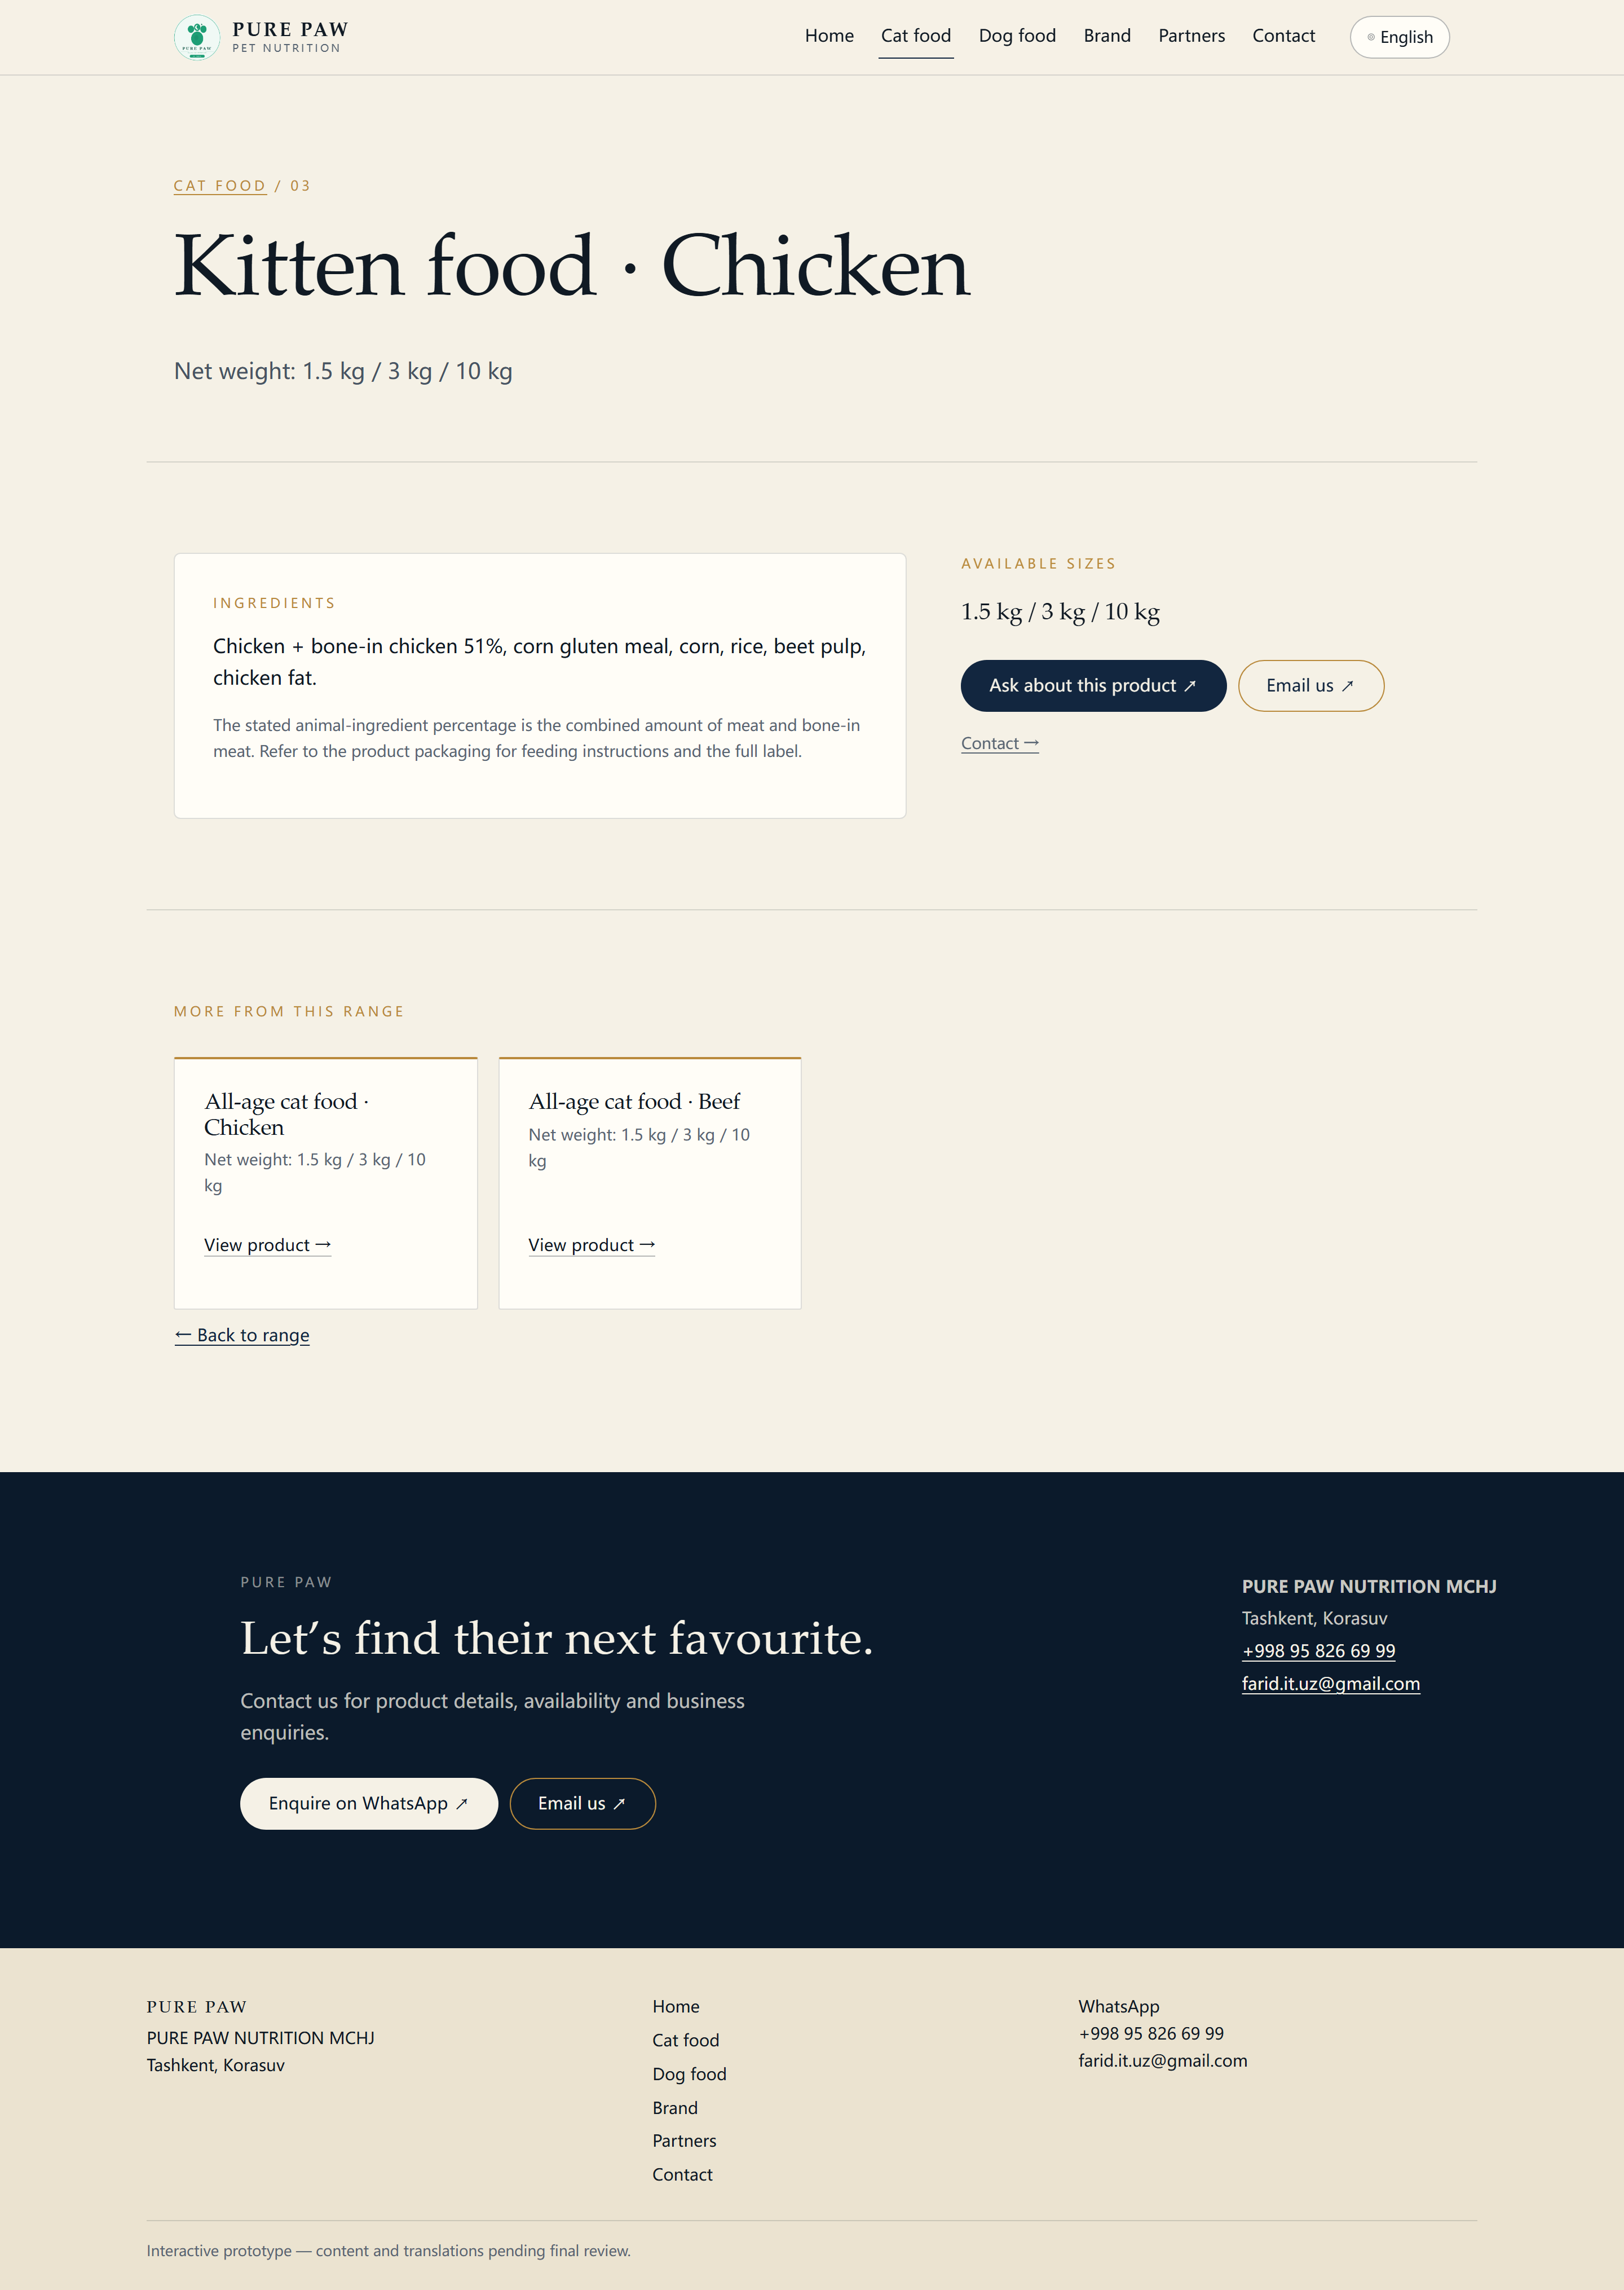 PURE PAW
PURE PAW
PET NUTRITION
Home
Cat food
Dog food
Brand
Partners
Contact
English
CAT FOOD / 03
Kitten food · Chicken
Net weight: 1.5 kg / 3 kg / 10 kg
INGREDIENTS
Chicken + bone-in chicken 51%, corn gluten meal, corn, rice, beet pulp,
chicken fat.
The stated animal-ingredient percentage is the combined amount of meat and bone-in
meat. Refer to the product packaging for feeding instructions and the full label.
AVAILABLE SIZES
1.5 kg / 3 kg / 10 kg
Ask about this product ↗
Email us ↗
Contact →
MORE FROM THIS RANGE
All-age cat food ·
Chicken
Net weight: 1.5 kg / 3 kg / 10
kg
View product →
All-age cat food · Beef
Net weight: 1.5 kg / 3 kg / 10
kg
View product →
← Back to range
PURE PAW
Let’s find their next favourite.
Contact us for product details, availability and business
enquiries.
Enquire on WhatsApp ↗
Email us ↗
PURE PAW NUTRITION MCHJ
Tashkent, Korasuv
+998 95 826 69 99
farid.it.uz@gmail.com
PURE PAW
PURE PAW NUTRITION MCHJ
Tashkent, Korasuv
Home
Cat food
Dog food
Brand
Partners
Contact
WhatsApp
+998 95 826 69 99
farid.it.uz@gmail.com
Interactive prototype — content and translations pending final review.